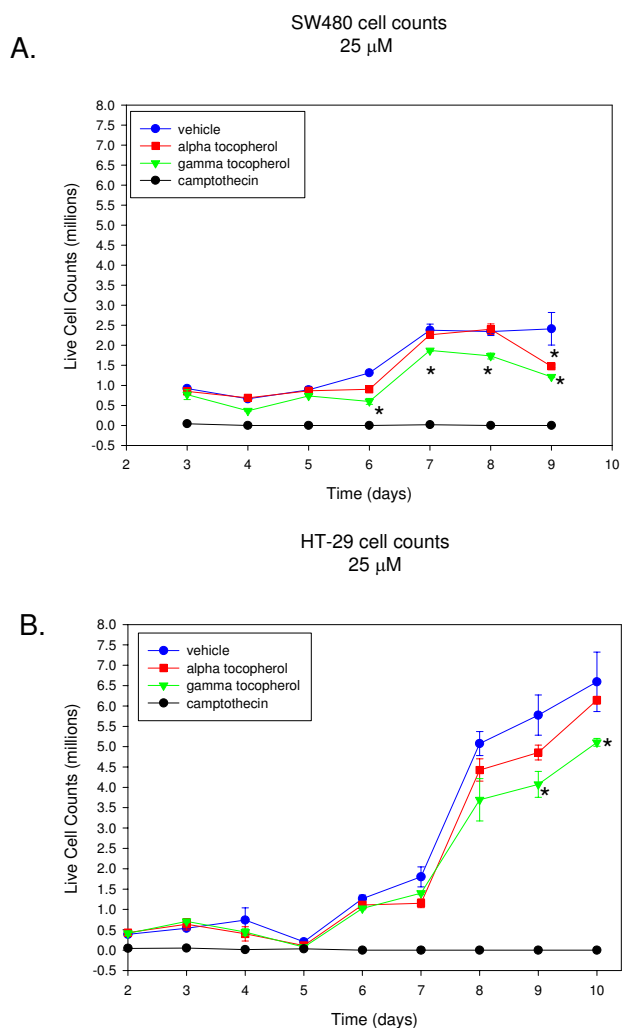 SW480 cell counts
25 μM
A.
8.0
7.5
7.0
6.5
6.0
5.5
5.0
4.5
4.0
3.5
3.0
2.5
2.0
1.5
1.0
0.5
0.0
-0.5
Live Cell Counts (millions)
vehicle
alpha tocopherol
gamma tocopherol
camptothecin
* * * * *
2 3 4 5 6 7 8 9 10
Time (days)
HT-29 cell counts
25 μM
B.
8.0
7.5
7.0
6.5
6.0
5.5
5.0
4.5
4.0
3.5
3.0
2.5
2.0
1.5
1.0
0.5
0.0
-0.5
Live Cell Counts (millions)
vehicle
alpha tocopherol
gamma tocopherol
camptothecin
* *
2 3 4 5 6 7 8 9 10
Time (days)